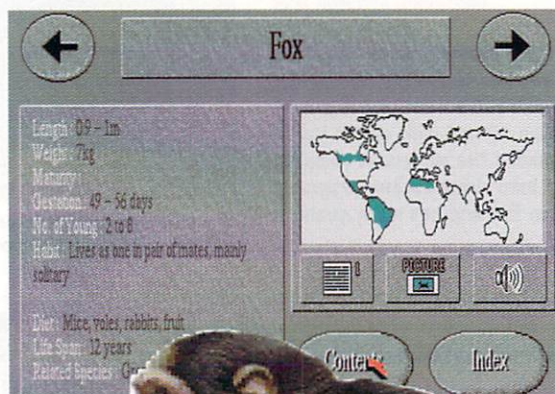 Fox
Length : 0.9 – 1m
Weight : 7kg
Maturity :
Gestation : 49 – 56 days
No. of Young : 2 to 8
Habit : Lives as one in pair of mates, mainly
solitary
Diet : Mice, voles, rabbits, fruit
Life Span : 12 years
Related Species :
PICTURE
Contents
Index